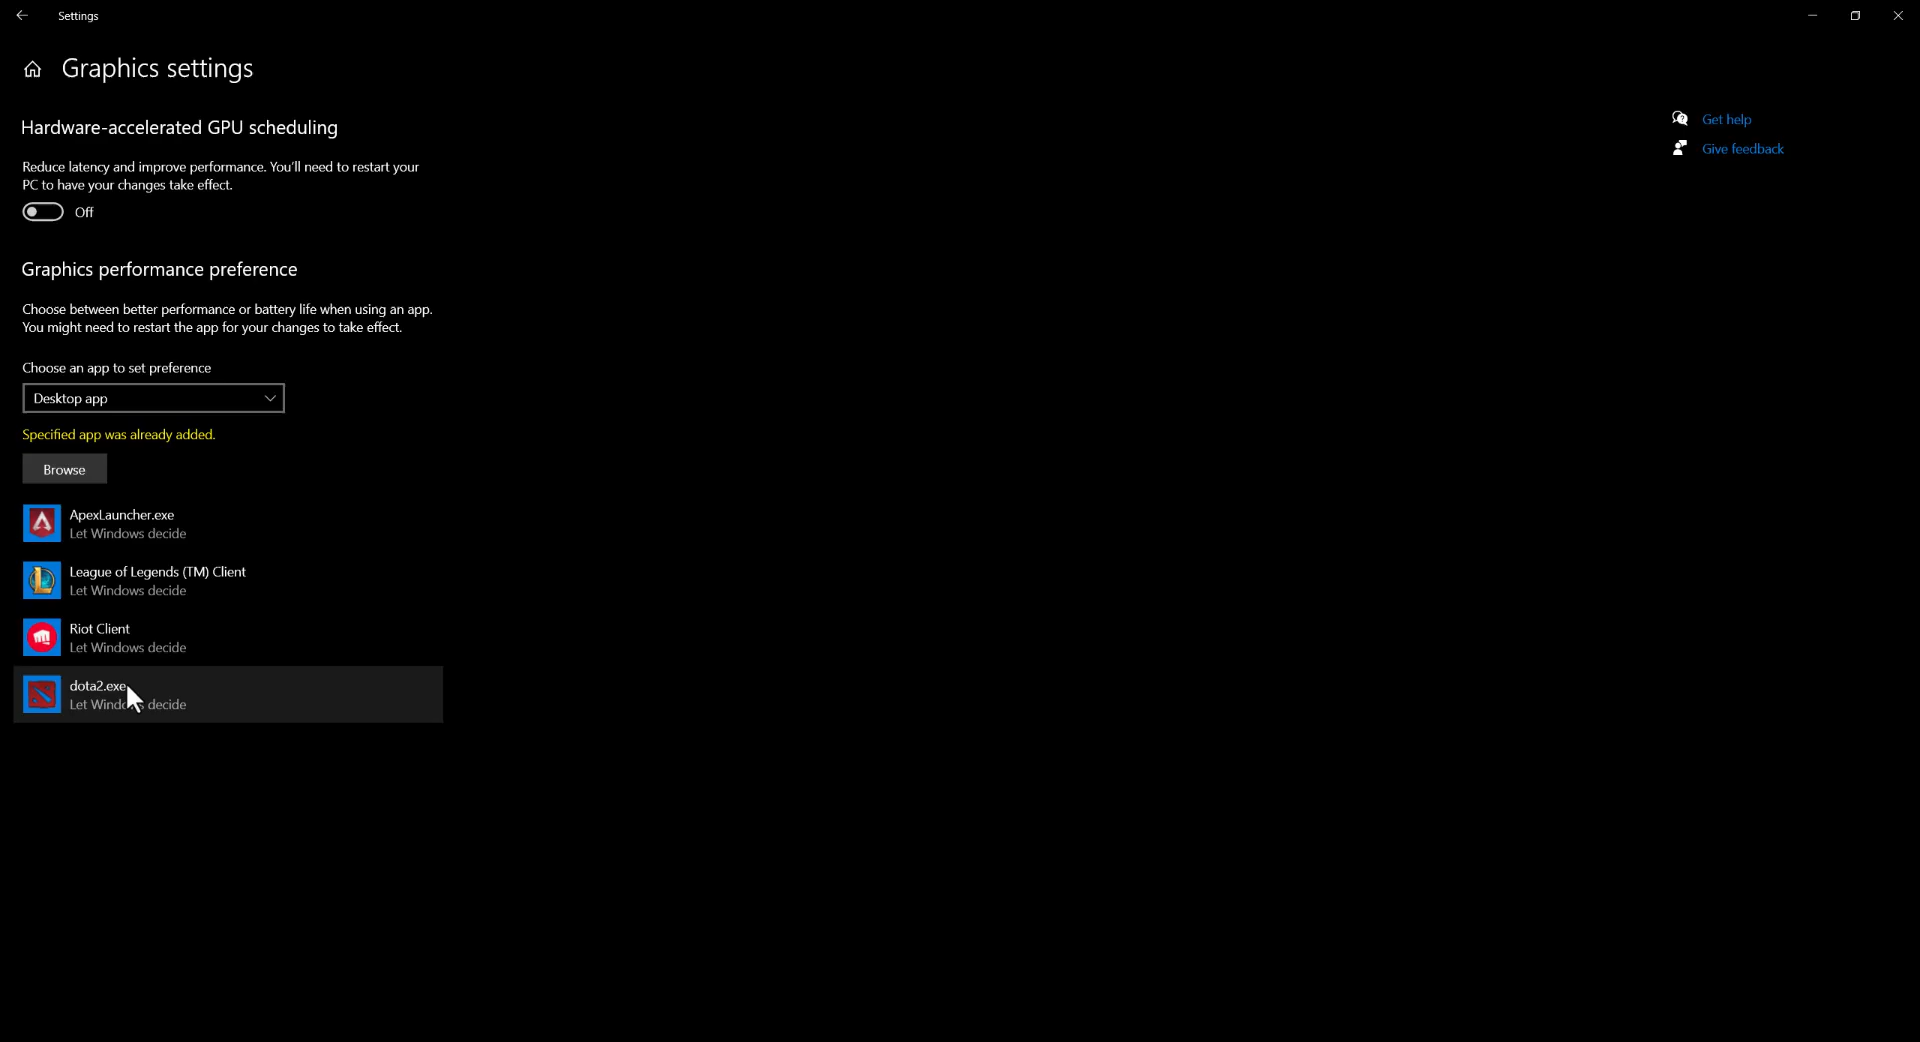 Settings
Graphics settings
Hardware-accelerated GPU scheduling
Get help
Give feedback
Reduce latency and improve performance. You'll need to restart your
PC to have your changes take effect.
Off
Graphics performance preference
Choose between better performance or battery life when using an app.
You might need to restart the app for your changes to take effect.
Choose an app to set preference
Desktop app
Specified app was already added.
Browse
ApexLauncher.exe
Let Windows decide
League of Legends (TM) Client
Let Windows decide
Riot Client
Let Windows decide
dota2.exe
Let Windows decide